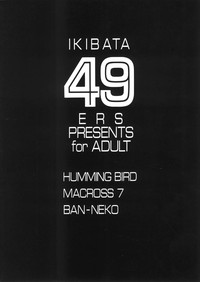 IKIBATA
49
ERS
PRESENTS
for ADULT
HUMMING BIRD
MACROSS 7
BAN-NEKO